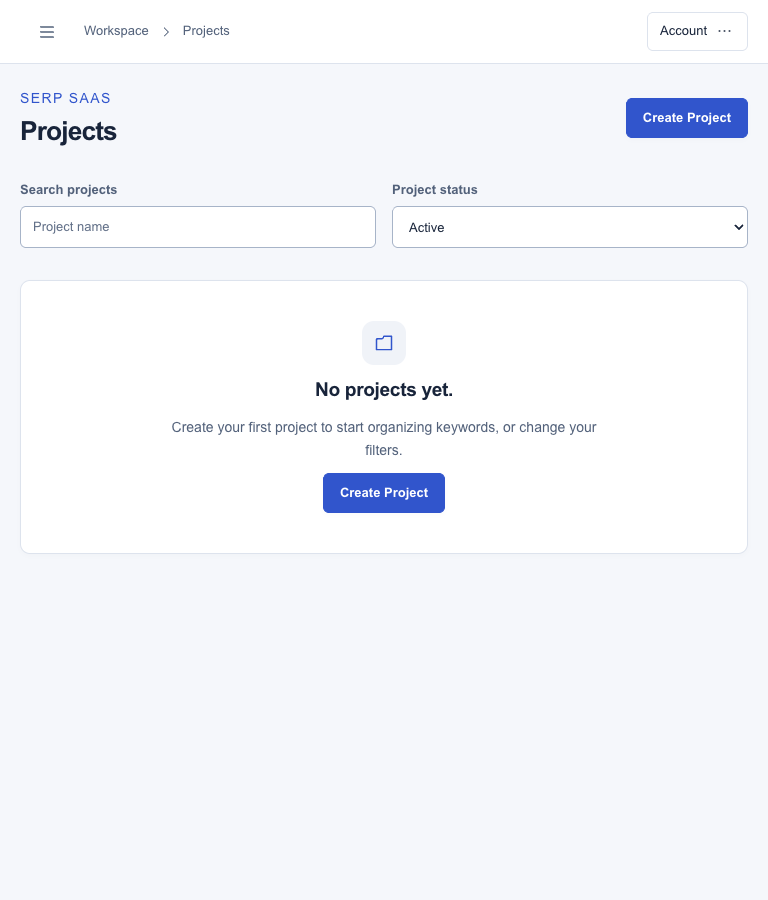 Workspace > Projects
Account ···
SERP SAAS
Projects
Create Project
Search projects
Project status
Project name
Active
No projects yet.
Create your first project to start organizing keywords, or change your
filters.
Create Project